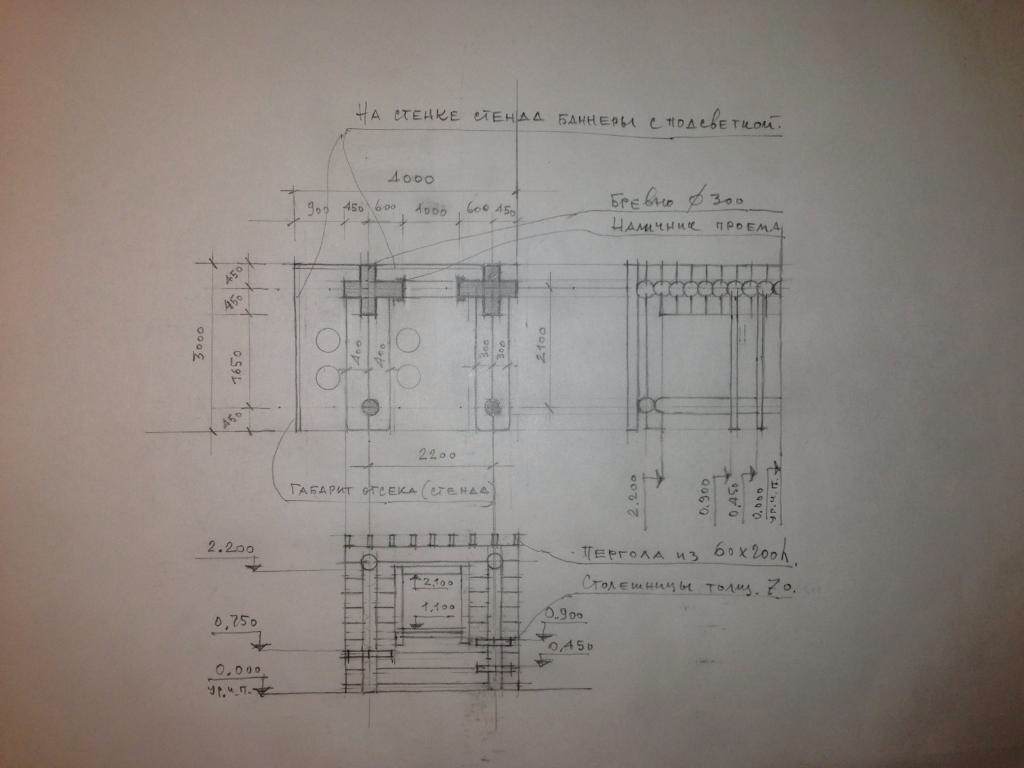 НА СТЕНКЕ СТЕНДА БАННЕРЫ С ПОДСВЕТКОЙ.
4000
900 450 600 1000 600 450
БРЕВНО Ø 300
НАЛИЧНИК ПРОЕМА
450
450
1650
450
3000
400 400
300 300
2100
2200
ГАБАРИТ ОТСЕКА (СТЕНДА)
2.200
0.900
0.450
0.000
УР.Ч.П.
ПЕРГОЛА ИЗ 60х200h.
СТОЛЕШНИЦЫ ТОЛЩ. 70.
2.200
0.750
0.000
УР.Ч.П.
2.100
1.100
0.900
0.450